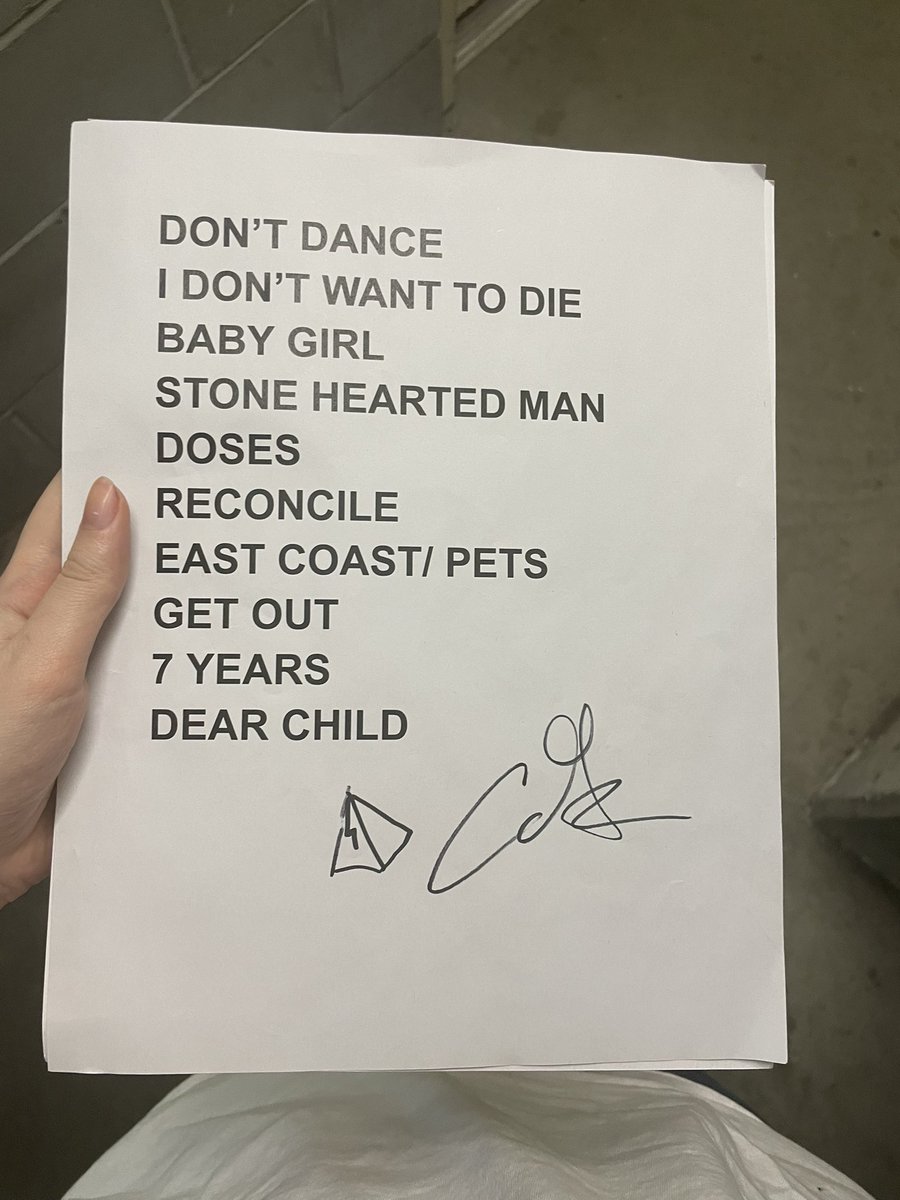 DON'T DANCE
I DON'T WANT TO DIE
BABY GIRL
STONE HEARTED MAN
DOSES
RECONCILE
EAST COAST/ PETS
GET OUT
7 YEARS
DEAR CHILD